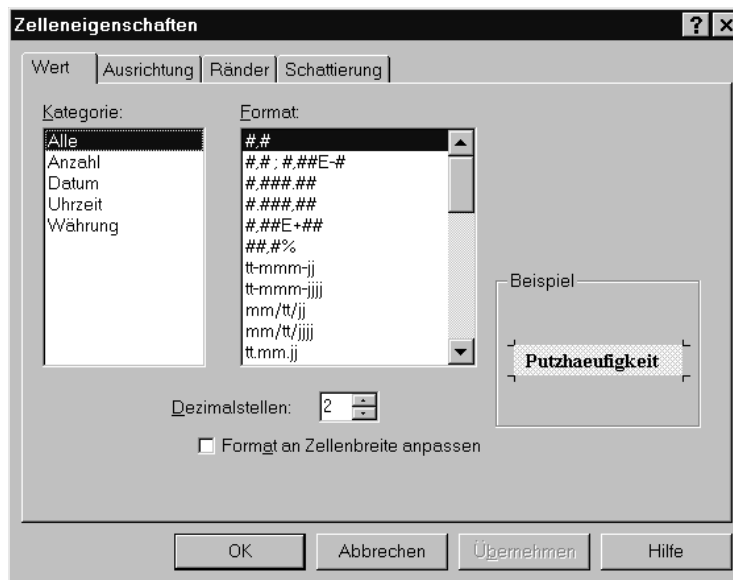 Zelleneigenschaften
Wert Ausrichtung Ränder Schattierung
Kategorie: Format:
Alle
Anzahl
Datum
Uhrzeit
Währung
#,#
#,# ; #,##E-#
#,###.##
#.###,##
#,##E+##
##,#%
tt-mmm-jj
tt-mmm-jjjj
mm/tt/jj
mm/tt/jjjj
tt.mm.jj
Beispiel
Putzhaeufigkeit
Dezimalstellen: 2
Format an Zellenbreite anpassen
OK Abbrechen Übernehmen Hilfe